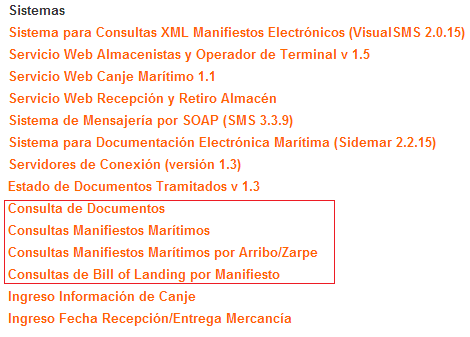 Sistemas
Sistema para Consultas XML Manifiestos Electrónicos (VisualSMS 2.0.15)
Servicio Web Almacenistas y Operador de Terminal v 1.5
Servicio Web Canje Marítimo 1.1
Servicio Web Recepción y Retiro Almacén
Sistema de Mensajería por SOAP (SMS 3.3.9)
Sistema para Documentación Electrónica Marítima (Sidemar 2.2.15)
Servidores de Conexión (versión 1.3)
Estado de Documentos Tramitados v 1.3
Consulta de Documentos
Consultas Manifiestos Marítimos
Consultas Manifiestos Marítimos por Arribo/Zarpe
Consultas de Bill of Landing por Manifiesto
Ingreso Información de Canje
Ingreso Fecha Recepción/Entrega Mercancía